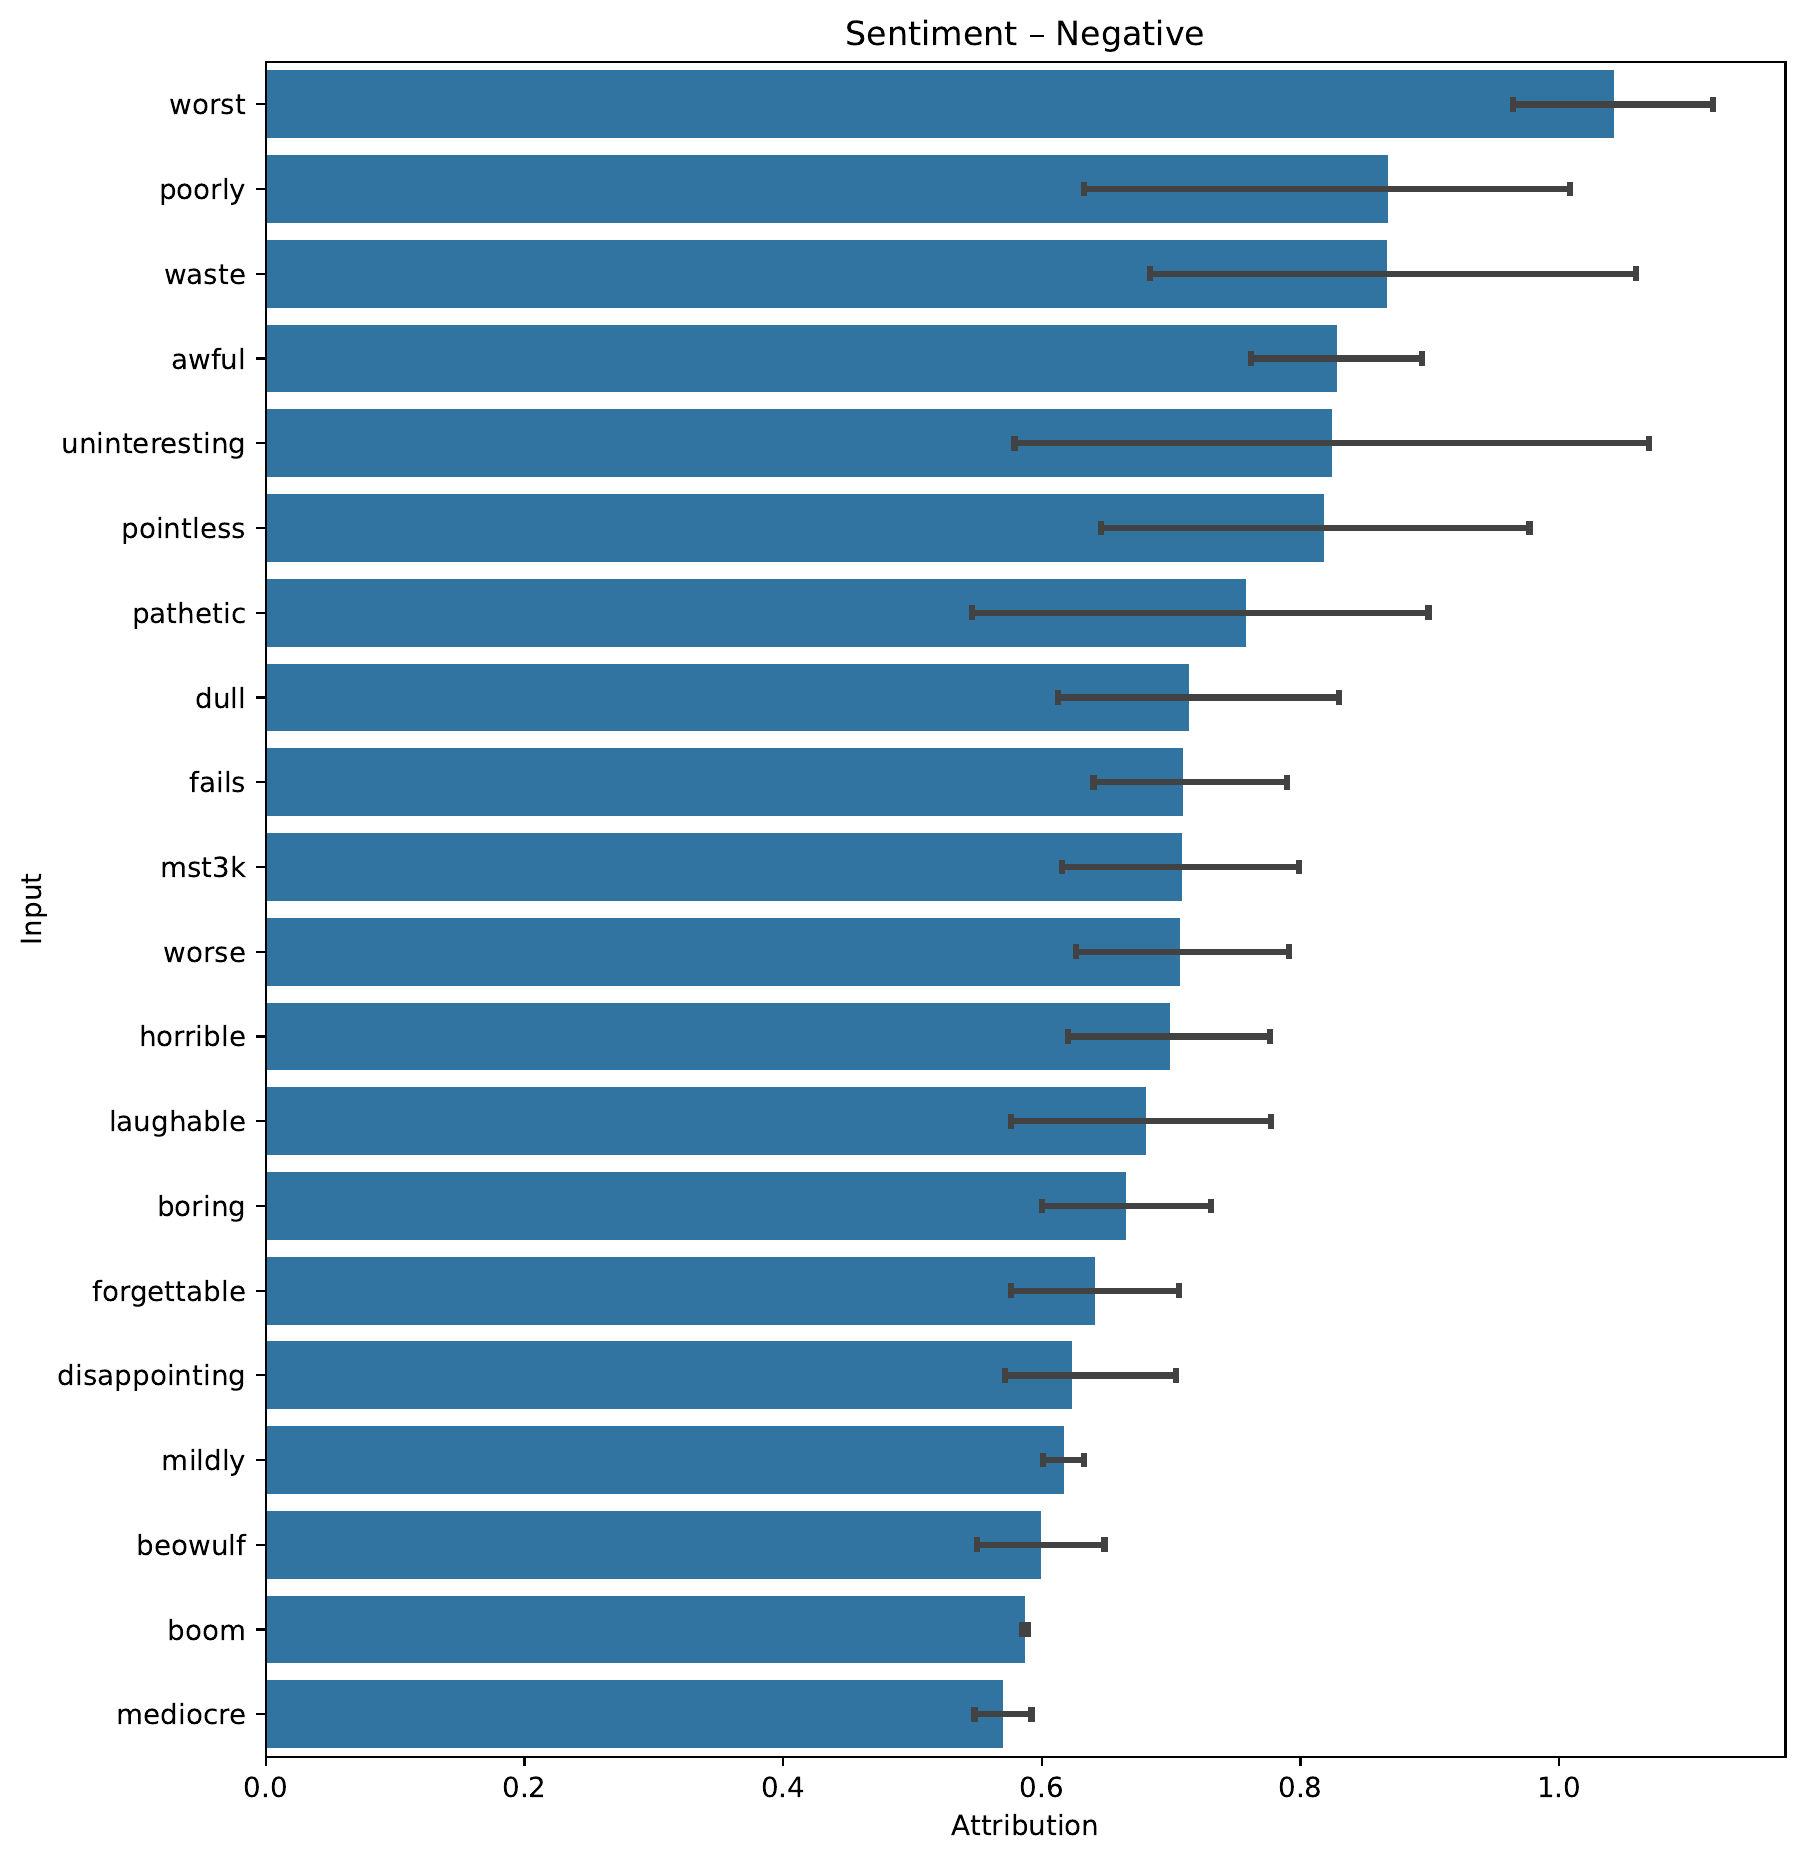 Sentiment – Negative
worst
poorly
waste
awful
uninteresting
pointless
pathetic
dull
fails
mst3k
worse
horrible
laughable
boring
forgettable
disappointing
mildly
beowulf
boom
mediocre
Input
0.0 0.2 0.4 0.6 0.8 1.0
Attribution